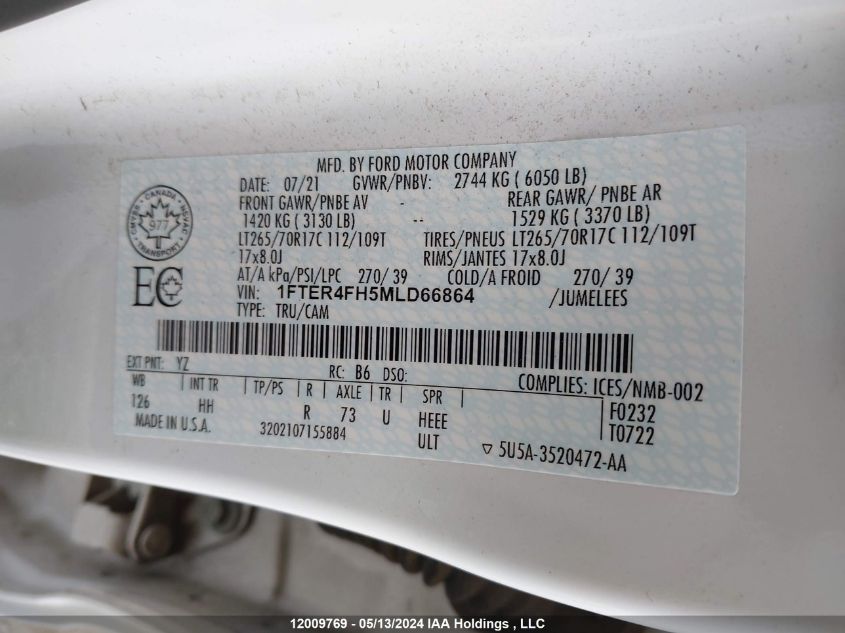 MFD. BY FORD MOTOR COMPANY
DATE: 07/21 GVWR/PNBV: 2744 KG ( 6050 LB)
FRONT GAWR/PNBE AV - REAR GAWR/ PNBE AR
1420 KG ( 3130 LB) -- 1529 KG ( 3370 LB)
LT265/70R17C 112/109T TIRES/PNEUS LT265/70R17C 112/109T
17x8.0J RIMS/JANTES 17x8.0J
AT/A kPa/PSI/LPC 270/ 39 COLD/A FROID 270/ 39
VIN: 1FTER4FH5MLD66864 /JUMELEES
TYPE: TRU/CAM
CANADA
977
TRANSPORT
EC
EXT PNT: YZ RC: B6 DSO: COMPLIES: ICES/NMB-002
WB | INT TR | TP/PS | R | AXLE | TR | SPR | F0232
126 HH R 73 U HEEE T0722
MADE IN U.S.A. 3202107155884 ULT ▽ 5U5A-3520472-AA
12009769 - 05/13/2024 IAA Holdings , LLC